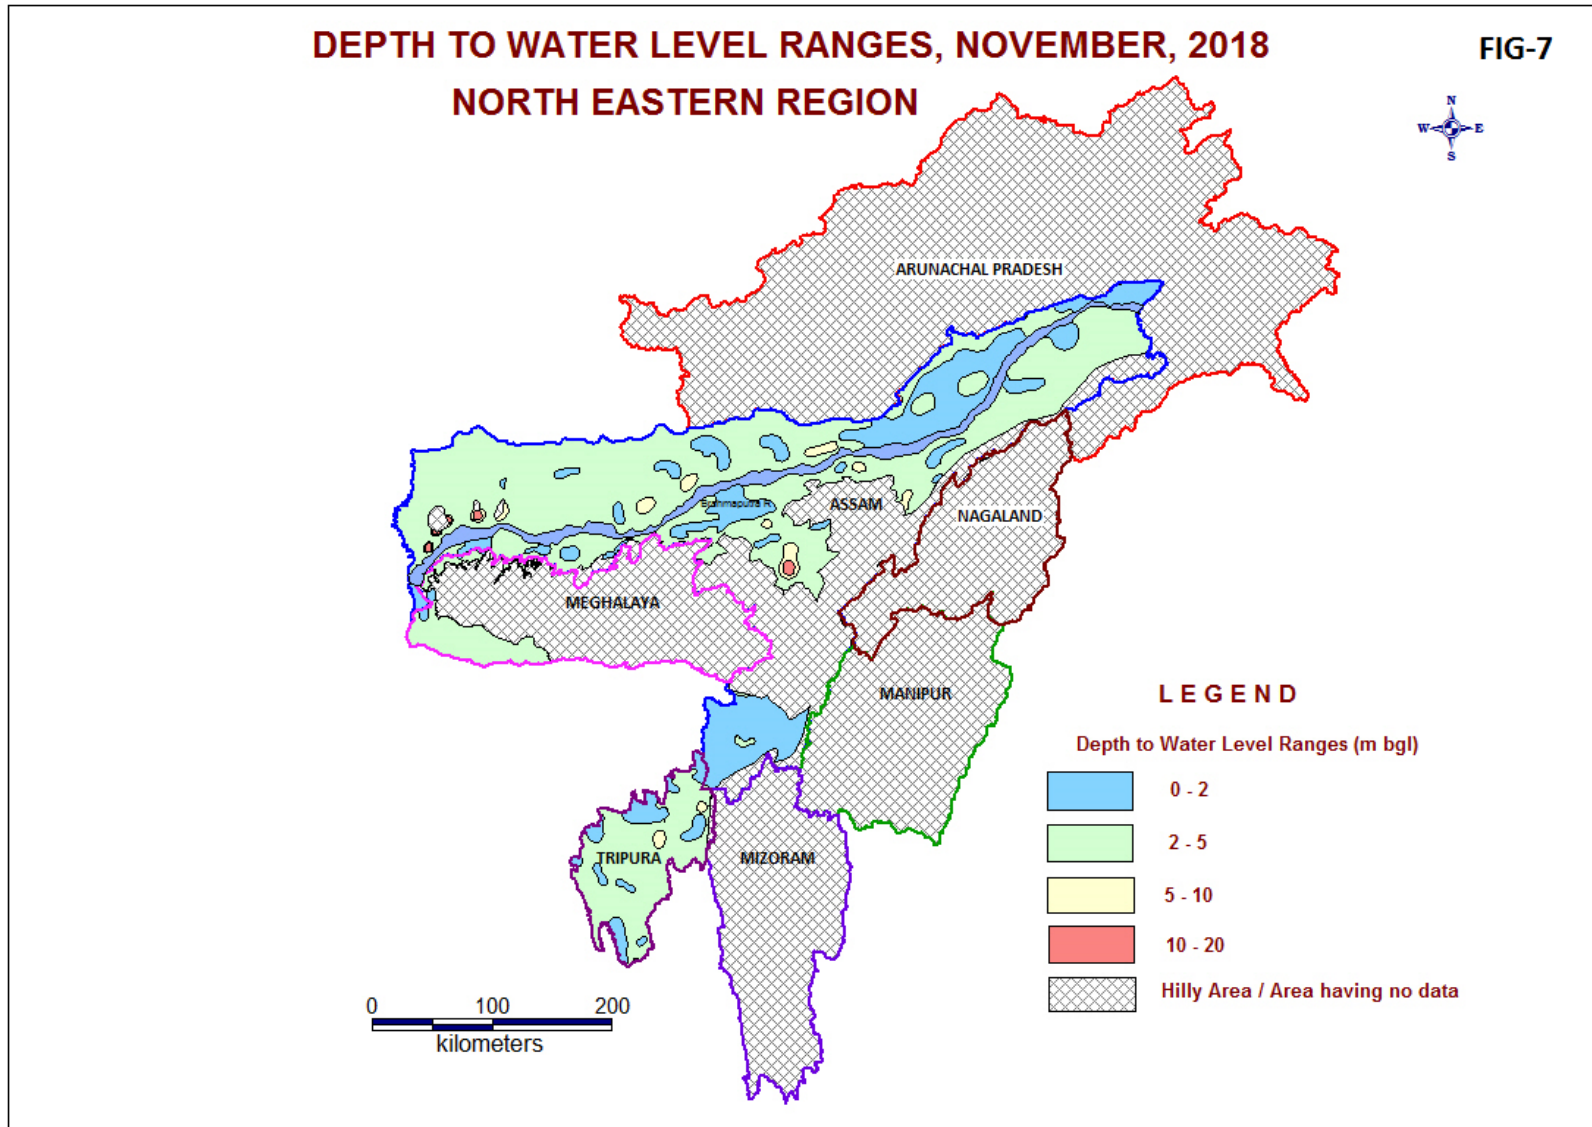 DEPTH TO WATER LEVEL RANGES, NOVEMBER, 2018
FIG-7
NORTH EASTERN REGION
N
W E
S
ARUNACHAL PRADESH
Brahmaputra R
ASSAM
NAGALAND
MEGHALAYA
MANIPUR
TRIPURA
MIZORAM
LEGEND
Depth to Water Level Ranges (m bgl)
0 - 2
2 - 5
5 - 10
10 - 20
Hilly Area / Area having no data
0 100 200
kilometers